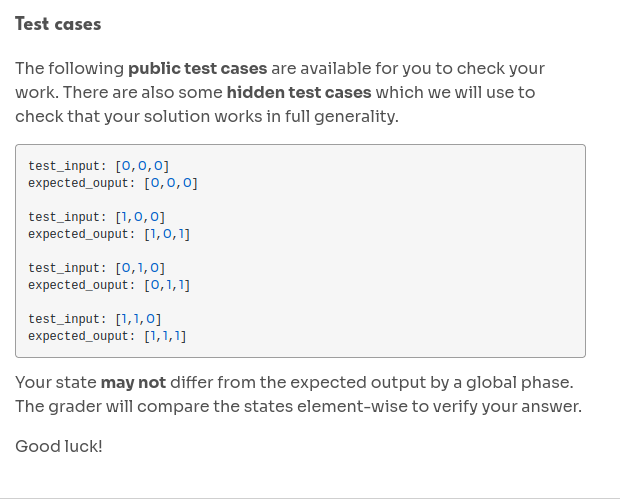 Test cases
The following public test cases are available for you to check your
work. There are also some hidden test cases which we will use to
check that your solution works in full generality.
test_input: [0,0,0]
expected_ouput: [0,0,0]
test_input: [1,0,0]
expected_ouput: [1,0,1]
test_input: [0,1,0]
expected_ouput: [0,1,1]
test_input: [1,1,0]
expected_ouput: [1,1,1]
Your state may not differ from the expected output by a global phase.
The grader will compare the states element-wise to verify your answer.
Good luck!